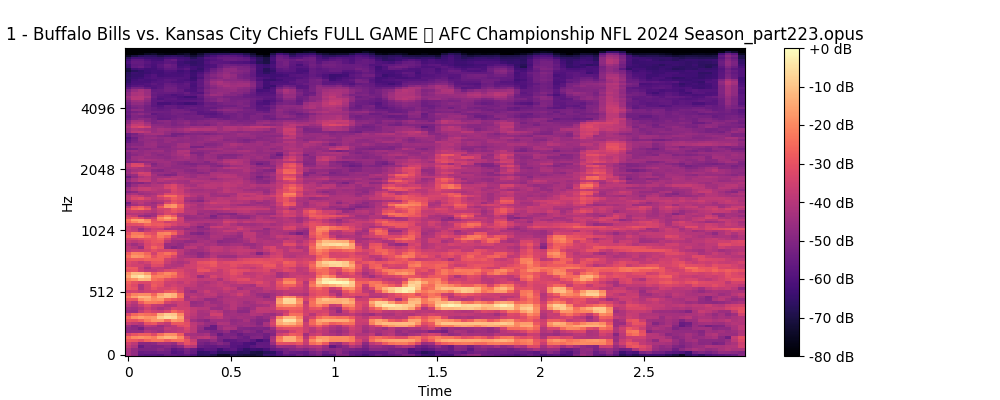 1 - Buffalo Bills vs. Kansas City Chiefs FULL GAME ▯ AFC Championship NFL 2024 Season_part223.opus
Hz
4096
2048
1024
512
0
0
0.5
1
1.5
2
2.5
Time
+0 dB
-10 dB
-20 dB
-30 dB
-40 dB
-50 dB
-60 dB
-70 dB
-80 dB